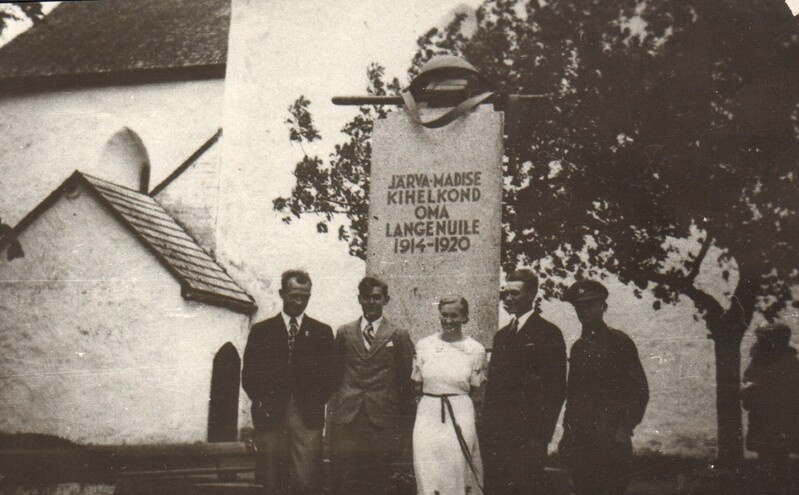 JÄRVA-MADISE
KIHELKOND
OMA
LANGENUILE
1914-1920